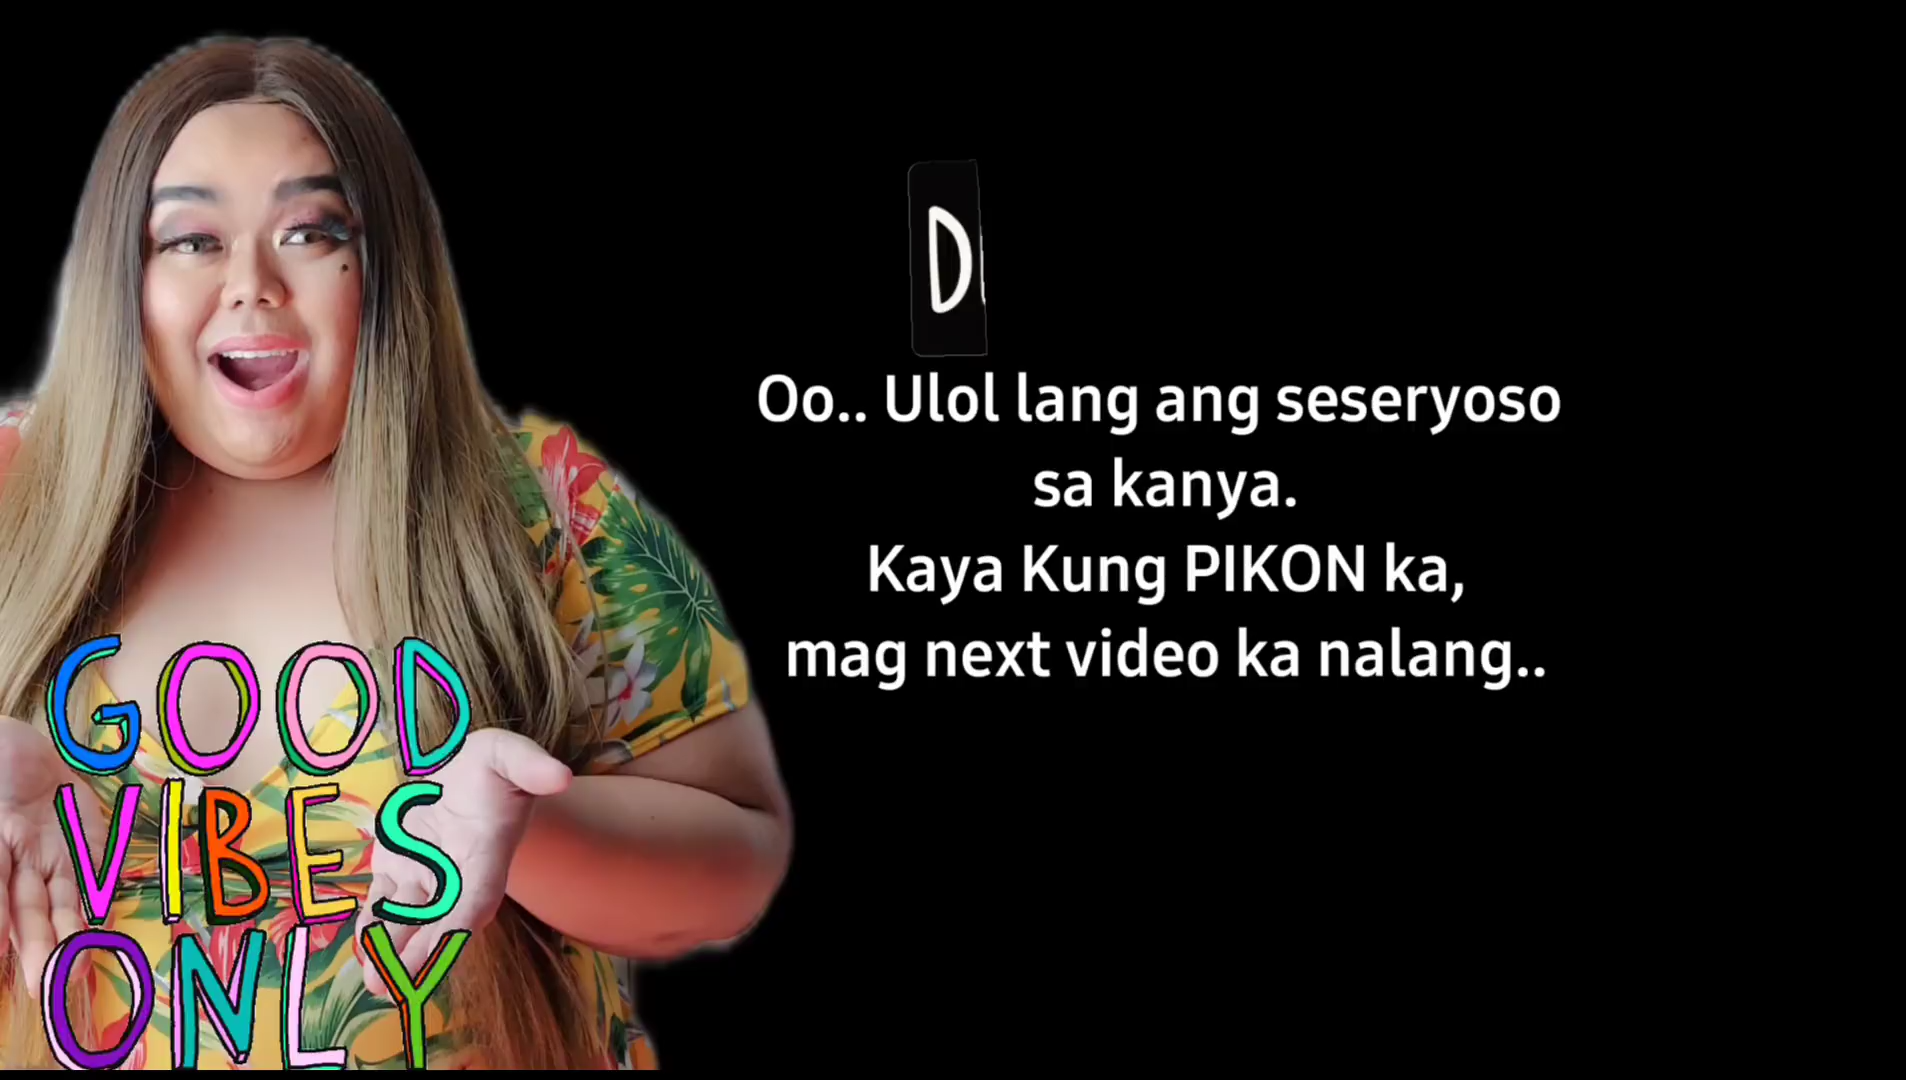 D
Oo.. Ulol lang ang seseryoso
sa kanya.
Kaya Kung PIKON ka,
mag next video ka nalang..
GOOD
VIBES
ONLY